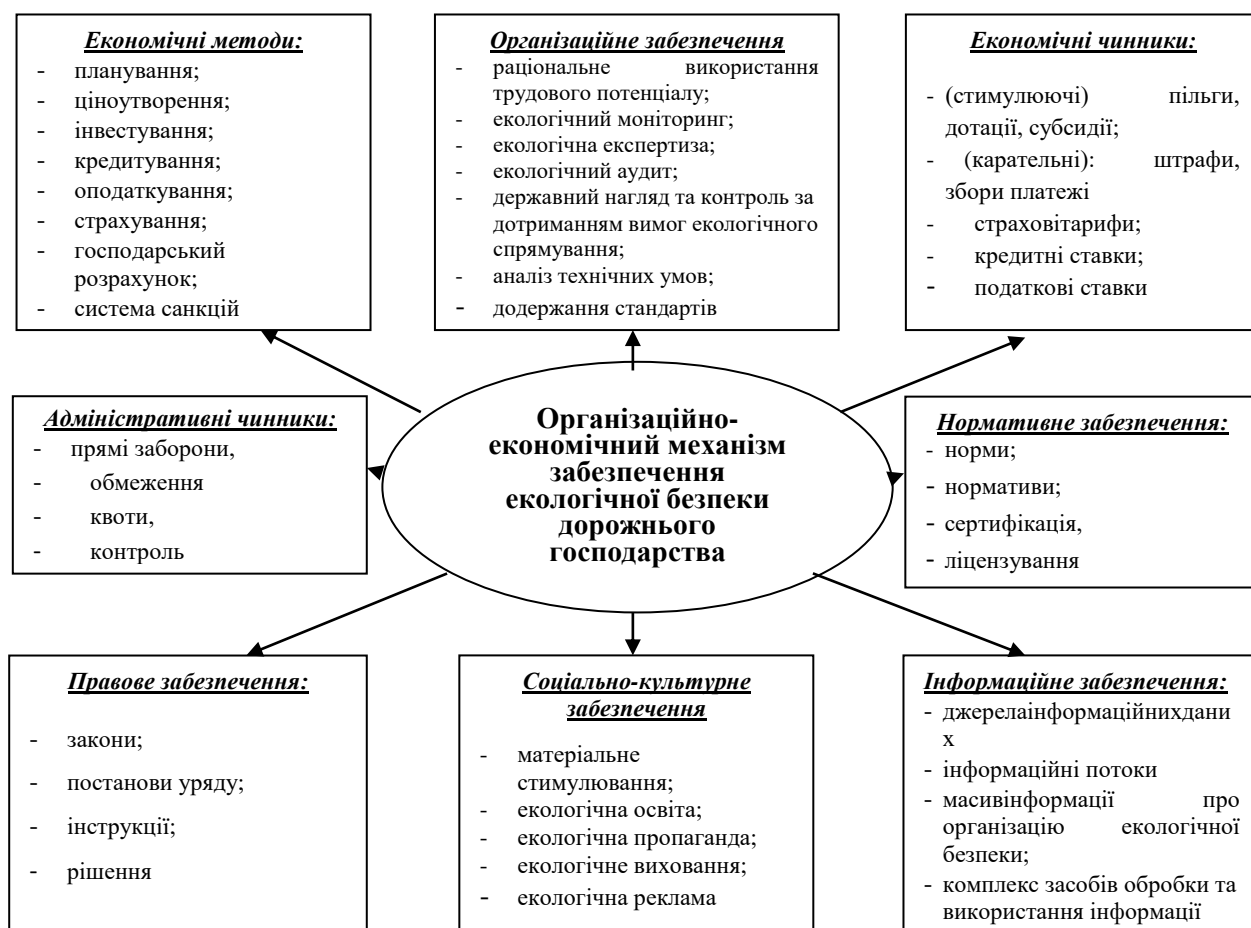 Економічні методи:
- планування;
- ціноутворення;
- інвестування;
- кредитування;
- оподаткування;
- страхування;
- господарський
розрахунок;
- система санкцій
Організаційне забезпечення
- раціональне використання
трудового потенціалу;
- екологічний моніторинг;
- екологічна експертиза;
- екологічний аудит;
- державний нагляд та контроль за
дотриманням вимог екологічного
спрямування;
- аналіз технічних умов;
- додержання стандартів
Економічні чинники:
- (стимулюючі) пільги,
дотації, субсидії;
- (карательні): штрафи,
збори платежі
- страховітарифи;
- кредитні ставки;
- податкові ставки
Адміністративні чинники:
- прямі заборони,
- обмеження
- квоти,
- контроль
Організаційно-
економічний механізм
забезпечення
екологічної безпеки
дорожнього
господарства
Нормативне забезпечення:
- норми;
- нормативи;
- сертифікація,
- ліцензування
Правове забезпечення:
- закони;
- постанови уряду;
- інструкції;
- рішення
Соціально-культурне
забезпечення
- матеріальне
стимулювання;
- екологічна освіта;
- екологічна пропаганда;
- екологічне виховання;
- екологічна реклама
Інформаційне забезпечення:
- джерелаінформаційнихдани
х
- інформаційні потоки
- масивінформації про
організацію екологічної
безпеки;
- комплекс засобів обробки та
використання інформації